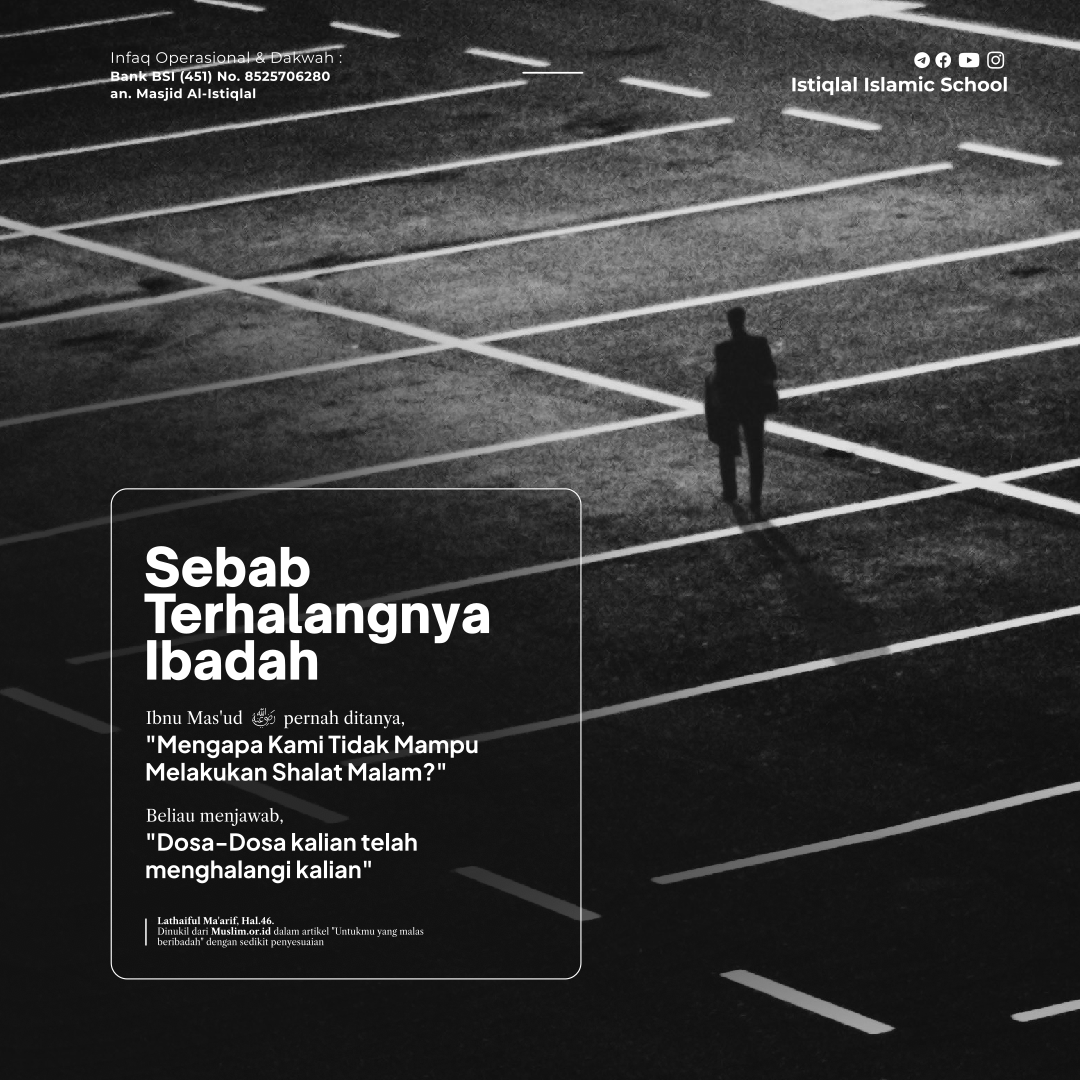 Infaq Operasional & Dakwah :
Bank BSI (451) No. 8525706280
an. Masjid Al-Istiqlal
Istiqlal Islamic School
Sebab
Terhalangnya
Ibadah
Ibnu Mas'ud رضي الله عنه pernah ditanya,
"Mengapa Kami Tidak Mampu
Melakukan Shalat Malam?"
Beliau menjawab,
"Dosa-Dosa kalian telah
menghalangi kalian"
Lathaiful Ma'arif, Hal.46.
Dinukil dari Muslim.or.id dalam artikel "Untukmu yang malas
beribadah" dengan sedikit penyesuaian